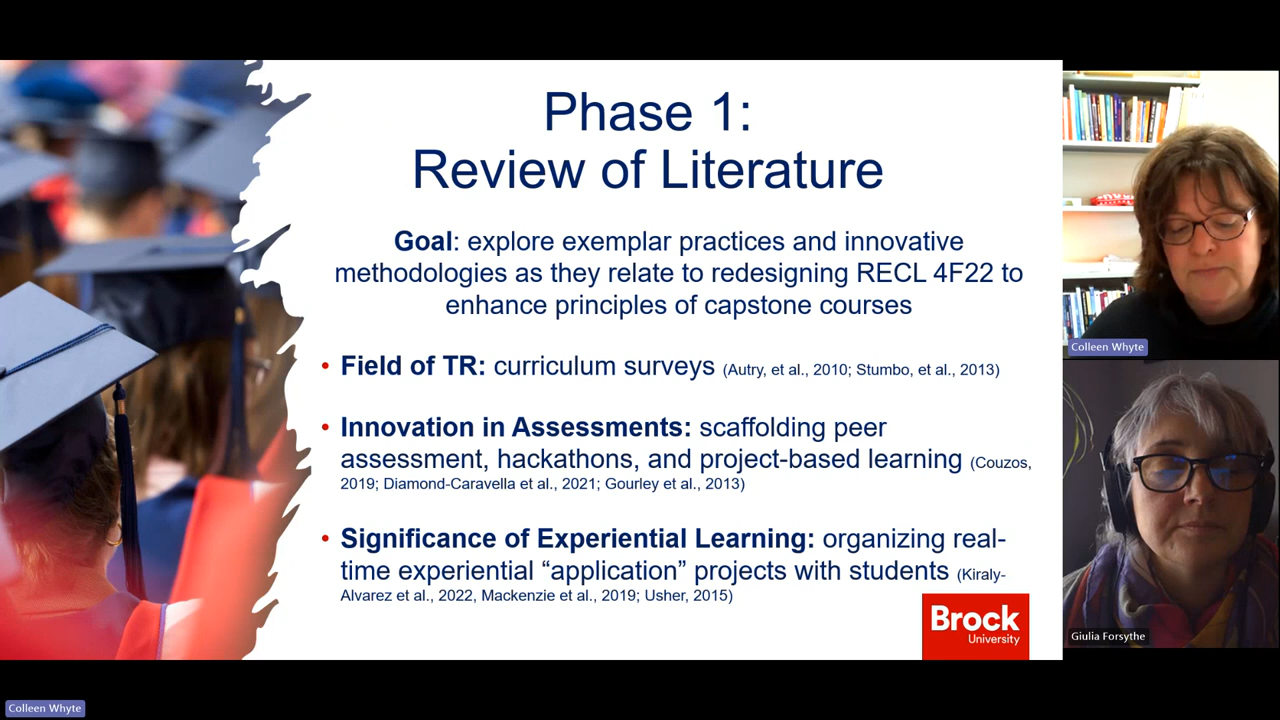 Phase 1:
Review of Literature
Goal: explore exemplar practices and innovative
methodologies as they relate to redesigning RECL 4F22 to
enhance principles of capstone courses
• Field of TR: curriculum surveys (Autry, et al., 2010; Stumbo, et al., 2013)
• Innovation in Assessments: scaffolding peer
assessment, hackathons, and project-based learning (Couzos,
2019; Diamond-Caravella et al., 2021; Gourley et al., 2013)
• Significance of Experiential Learning: organizing real-
time experiential “application” projects with students (Kiraly-
Alvarez et al., 2022, Mackenzie et al., 2019; Usher, 2015)
Brock
University
Colleen Whyte
Giulia Forsythe
Colleen Whyte